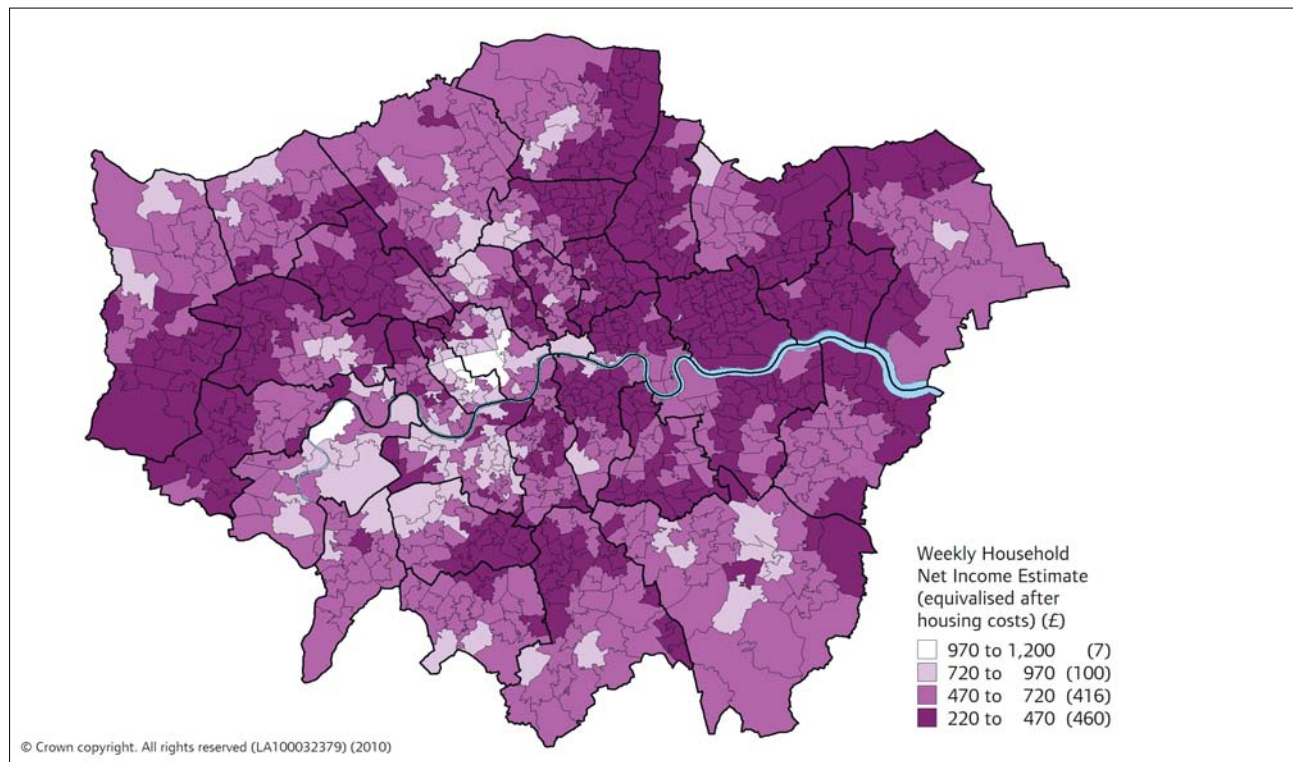 Weekly Household
Net Income Estimate
(equivalised after
housing costs) (£)
970 to 1,200 (7)
720 to 970 (100)
470 to 720 (416)
220 to 470 (460)
© Crown copyright. All rights reserved (LA100032379) (2010)